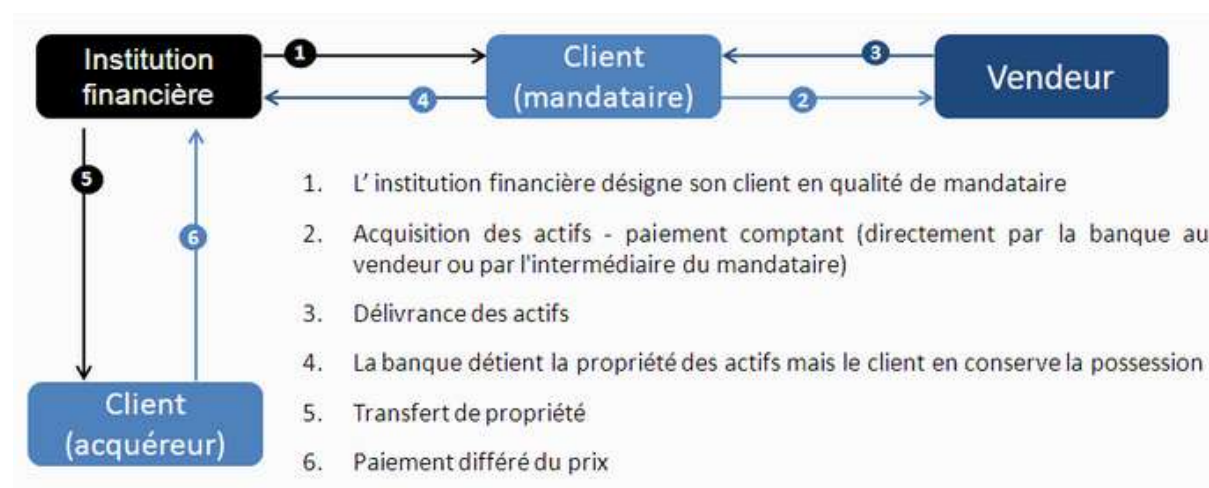 Institution
financière
1
Client
(mandataire)
3
Vendeur
4
2
5
6
Client
(acquéreur)
1. L' institution financière désigne son client en qualité de mandataire
2. Acquisition des actifs - paiement comptant (directement par la banque au
vendeur ou par l'intermédiaire du mandataire)
3. Délivrance des actifs
4. La banque détient la propriété des actifs mais le client en conserve la possession
5. Transfert de propriété
6. Paiement différé du prix